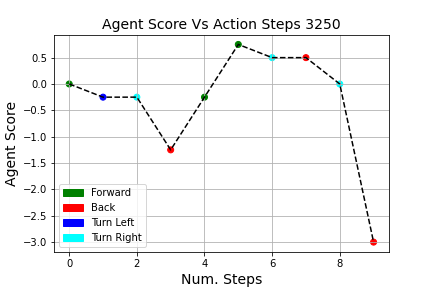 Agent Score Vs Action Steps 3250
Agent Score
0.5
0.0
−0.5
−1.0
−1.5
−2.0
−2.5
−3.0
Forward
Back
Turn Left
Turn Right
0 2 4 6 8
Num. Steps